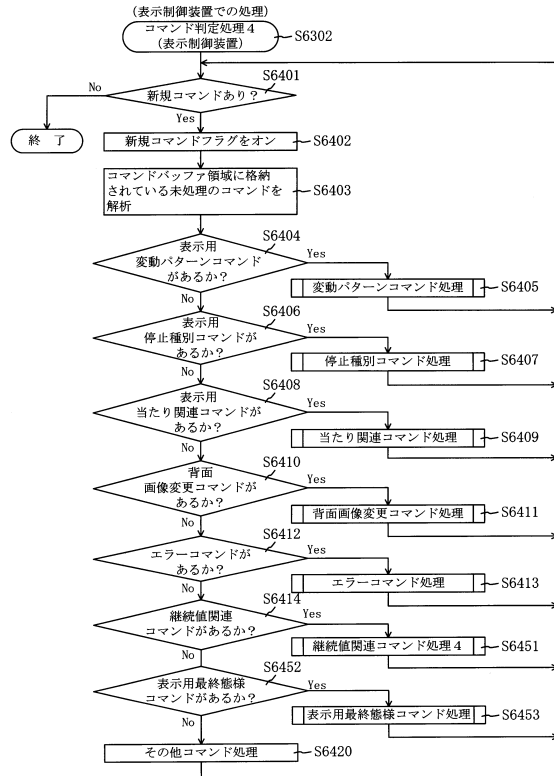 (表示制御装置での処理)
コマンド判定処理4
(表示制御装置)
S6302
S6401
No
新規コマンドあり?
Yes
終 了
新規コマンドフラグをオン
S6402
コマンドバッファ領域に格納
されている未処理のコマンドを
解析
S6403
S6404
表示用
変動パターンコマンド
があるか?
Yes
変動パターンコマンド処理
S6405
No
S6406
表示用
停止種別コマンドが
あるか?
Yes
停止種別コマンド処理
S6407
No
S6408
表示用
当たり関連コマンドが
あるか?
Yes
当たり関連コマンド処理
S6409
No
S6410
背面
画像変更コマンドが
あるか?
Yes
背面画像変更コマンド処理
S6411
No
S6412
エラーコマンドが
あるか?
Yes
エラーコマンド処理
S6413
No
S6414
継続値関連
コマンドがあるか?
Yes
継続値関連コマンド処理4
S6451
No
S6452
表示用最終態様
コマンドがあるか?
Yes
表示用最終態様コマンド処理
S6453
No
その他コマンド処理
S6420